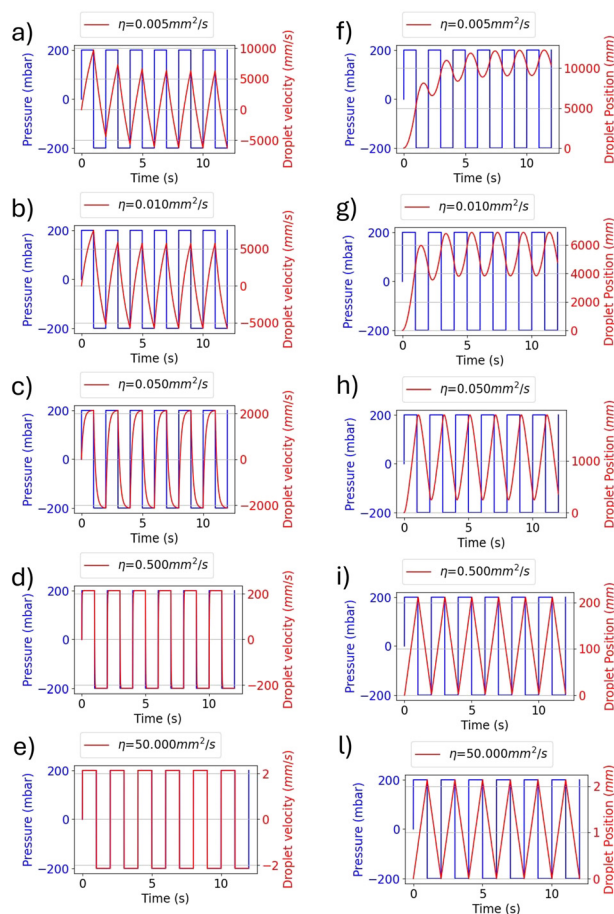 a)
η=0.005mm²/s
Pressure (mbar)
200
0
−200
10000
5000
0
−5000
Droplet velocity (mm/s)
0 5 10
Time (s)
f)
η=0.005mm²/s
Pressure (mbar)
200
0
−200
10000
5000
0
Droplet Position (mm)
0 5 10
Time (s)
b)
η=0.010mm²/s
Pressure (mbar)
200
0
−200
5000
0
−5000
Droplet velocity (mm/s)
0 5 10
Time (s)
g)
η=0.010mm²/s
Pressure (mbar)
200
0
−200
6000
4000
2000
0
Droplet Position (mm)
0 5 10
Time (s)
c)
η=0.050mm²/s
Pressure (mbar)
200
0
−200
2000
0
−2000
Droplet velocity (mm/s)
0 5 10
Time (s)
h)
η=0.050mm²/s
Pressure (mbar)
200
0
−200
1000
0
Droplet Position (mm)
0 5 10
Time (s)
d)
η=0.500mm²/s
Pressure (mbar)
200
0
−200
200
0
−200
Droplet velocity (mm/s)
0 5 10
Time (s)
i)
η=0.500mm²/s
Pressure (mbar)
200
0
−200
200
100
0
Droplet Position (mm)
0 5 10
Time (s)
e)
η=50.000mm²/s
Pressure (mbar)
200
0
−200
2
0
−2
Droplet velocity (mm/s)
0 5 10
Time (s)
l)
η=50.000mm²/s
Pressure (mbar)
200
0
−200
2
1
0
Droplet Position (mm)
0 5 10
Time (s)